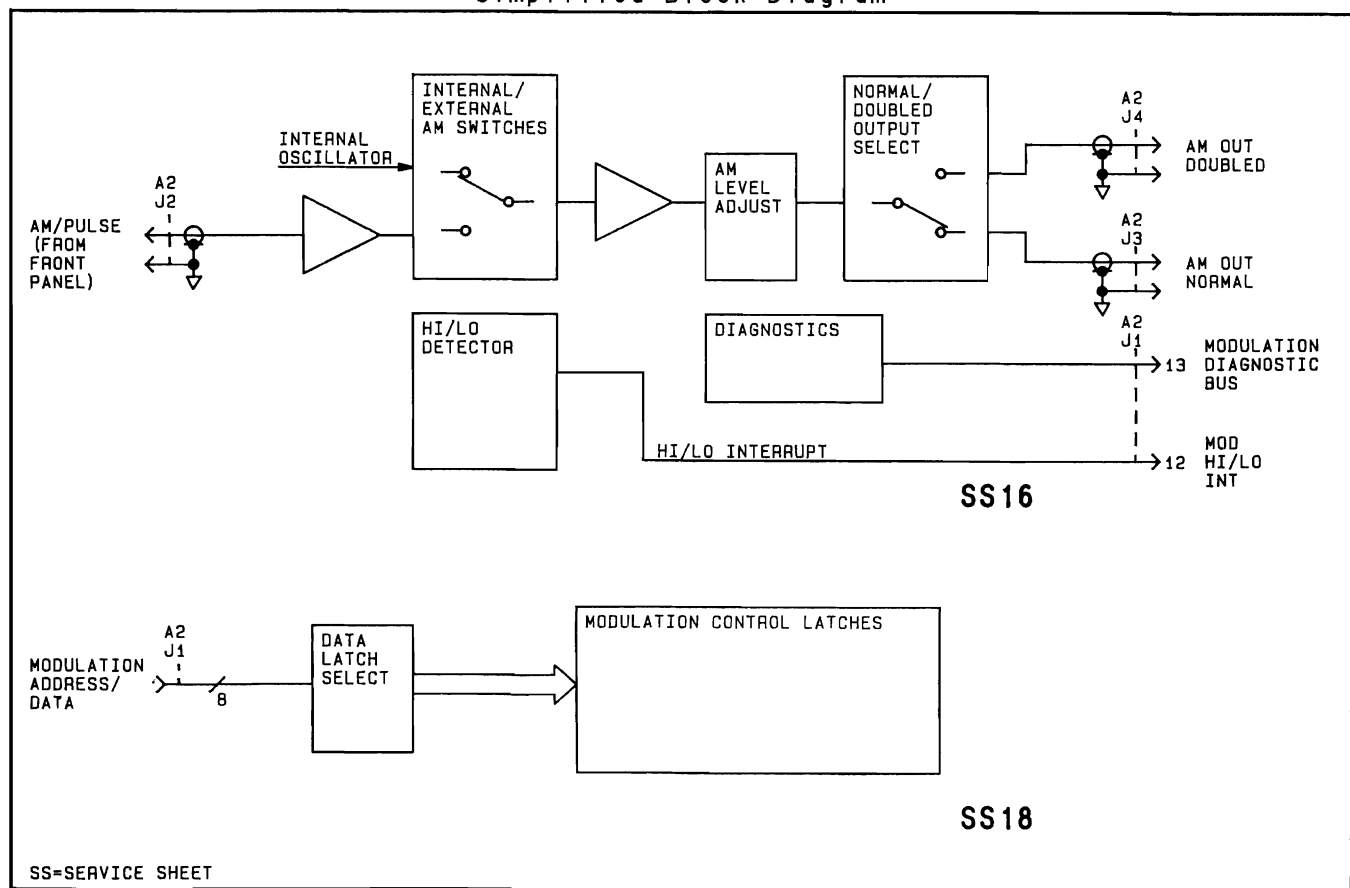 Simplified Block Diagram
INTERNAL/
EXTERNAL
AM SWITCHES
NORMAL/
DOUBLED
OUTPUT
SELECT
A2
J4
AM OUT
DOUBLED
INTERNAL
OSCILLATOR
AM
LEVEL
ADJUST
A2
J2
AM/PULSE
(FROM
FRONT
PANEL)
A2
J3
AM OUT
NORMAL
HI/LO
DETECTOR
DIAGNOSTICS
A2
J1
13
MODULATION
DIAGNOSTIC
BUS
HI/LO INTERRUPT
12
MOD
HI/LO
INT
SS16
A2
J1
MODULATION
ADDRESS/
DATA
8
DATA
LATCH
SELECT
MODULATION CONTROL LATCHES
SS18
SS=SERVICE SHEET